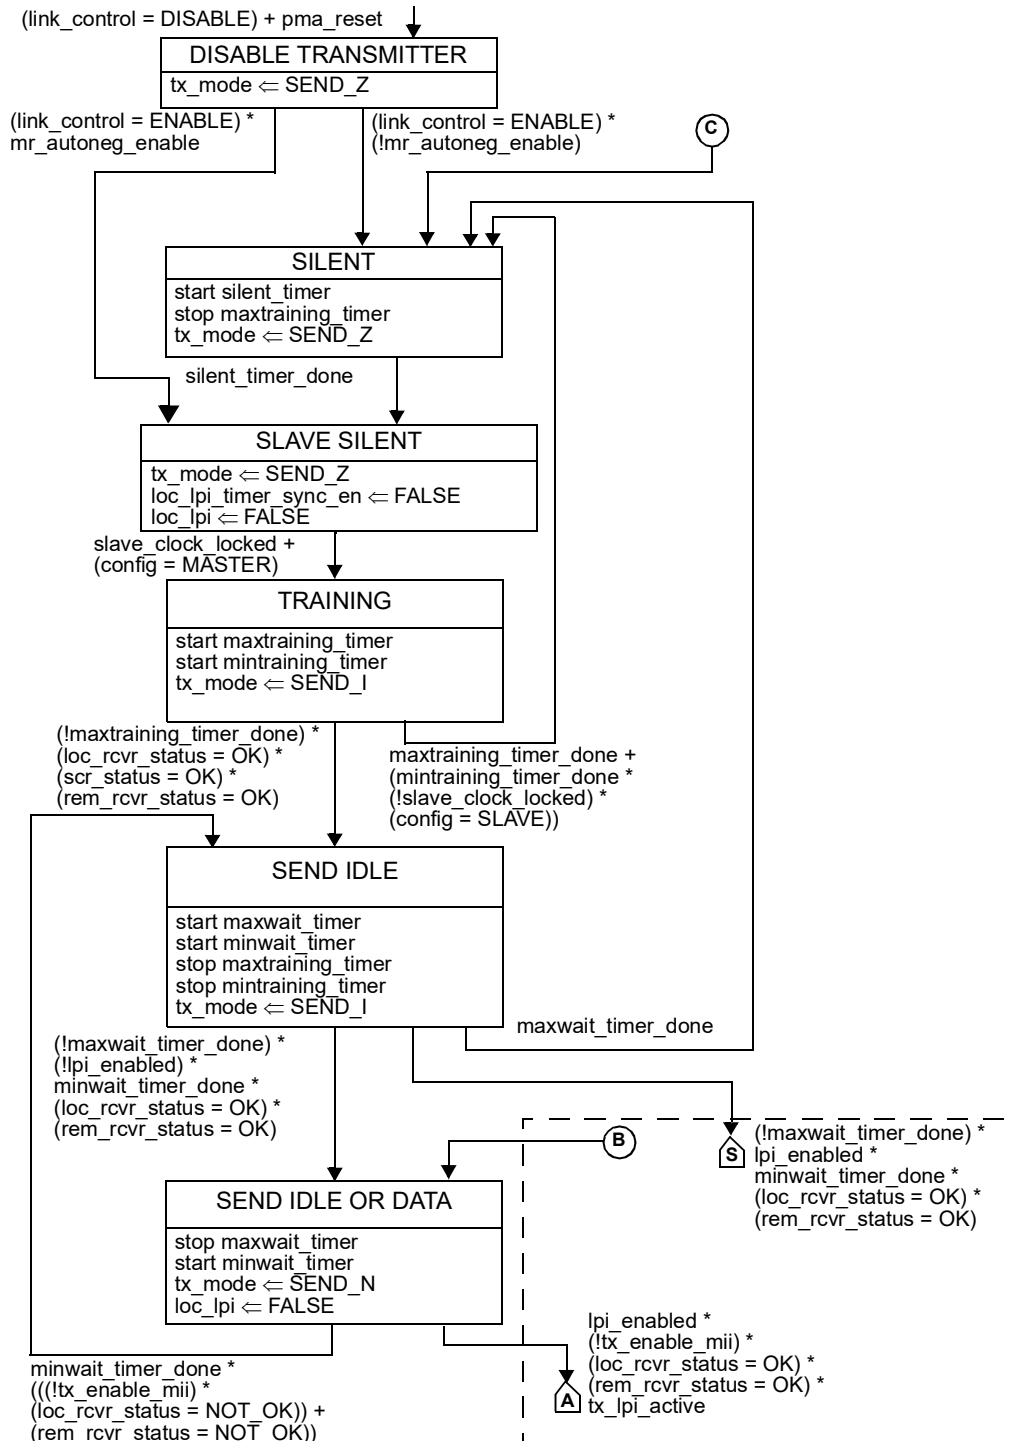 (link_control = DISABLE) + pma_reset
DISABLE TRANSMITTER
tx_mode ⇐ SEND_Z
(link_control = ENABLE) *
mr_autoneg_enable
(link_control = ENABLE) *
(!mr_autoneg_enable)
C
SILENT
start silent_timer
stop maxtraining_timer
tx_mode ⇐ SEND_Z
silent_timer_done
SLAVE SILENT
tx_mode ⇐ SEND_Z
loc_lpi_timer_sync_en ⇐ FALSE
loc_lpi ⇐ FALSE
slave_clock_locked +
(config = MASTER)
TRAINING
start maxtraining_timer
start mintraining_timer
tx_mode ⇐ SEND_I
(!maxtraining_timer_done) *
(loc_rcvr_status = OK) *
(scr_status = OK) *
(rem_rcvr_status = OK)
maxtraining_timer_done +
(mintraining_timer_done *
(!slave_clock_locked) *
(config = SLAVE))
SEND IDLE
start maxwait_timer
start minwait_timer
stop maxtraining_timer
stop mintraining_timer
tx_mode ⇐ SEND_I
maxwait_timer_done
(!maxwait_timer_done) *
(!lpi_enabled) *
minwait_timer_done *
(loc_rcvr_status = OK) *
(rem_rcvr_status = OK)
B
S
(!maxwait_timer_done) *
lpi_enabled *
minwait_timer_done *
(loc_rcvr_status = OK) *
(rem_rcvr_status = OK)
SEND IDLE OR DATA
stop maxwait_timer
start minwait_timer
tx_mode ⇐ SEND_N
loc_lpi ⇐ FALSE
lpi_enabled *
(!tx_enable_mii) *
(loc_rcvr_status = OK) *
(rem_rcvr_status = OK) *
tx_lpi_active
A
minwait_timer_done *
(((!tx_enable_mii) *
(loc_rcvr_status = NOT_OK)) +
(rem_rcvr_status = NOT_OK))